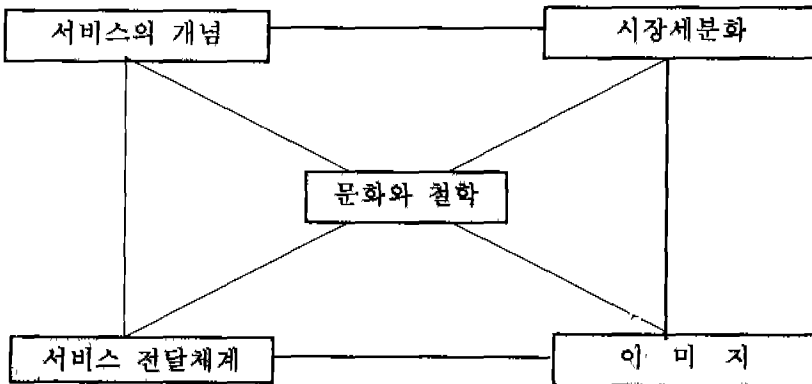 서비스의 개념
시장세분화
문화와 철학
서비스 전달체계
이 미 지